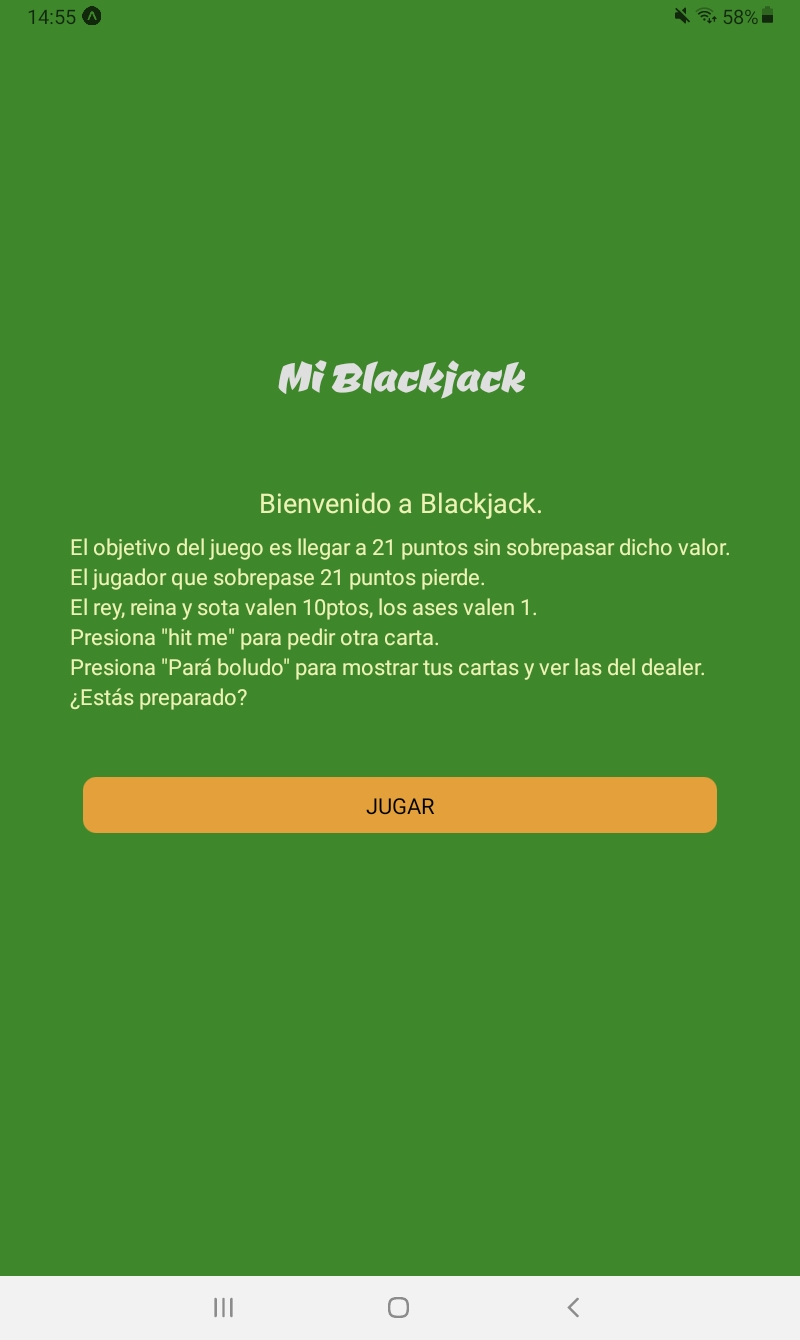 14:55
58%
Mi Blackjack
Bienvenido a Blackjack.
El objetivo del juego es llegar a 21 puntos sin sobrepasar dicho valor.
El jugador que sobrepase 21 puntos pierde.
El rey, reina y sota valen 10ptos, los ases valen 1.
Presiona "hit me" para pedir otra carta.
Presiona "Pará boludo" para mostrar tus cartas y ver las del dealer.
¿Estás preparado?
JUGAR